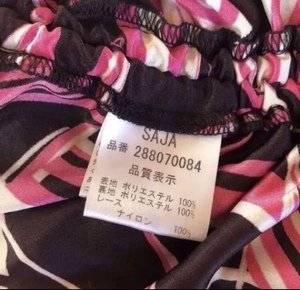 SAJA
品番 288070084
品質表示
表地 ポリエステル 100%
裏地 ポリエステル 100%
レース
ナイロン 100%